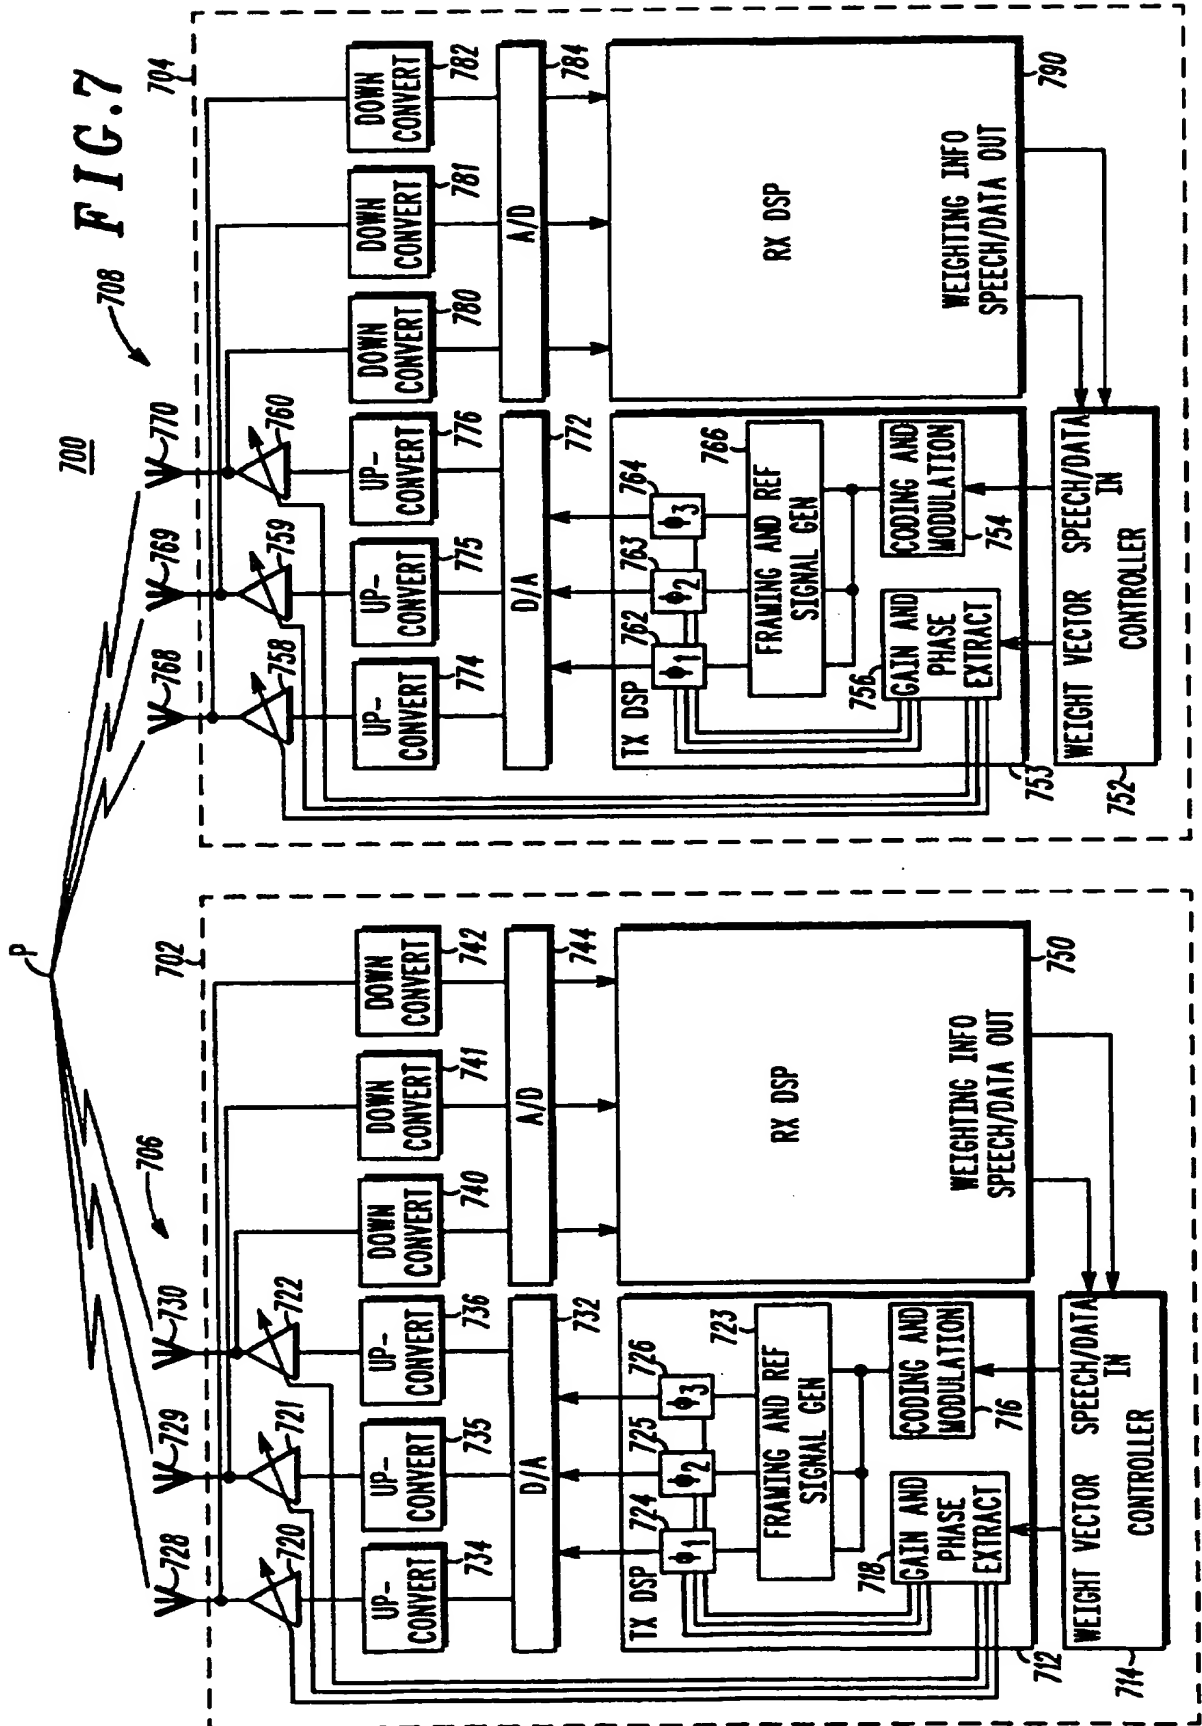 FIG.7
700
P
702
706
728
729
730
720
721
722
UP-
CONVERT
734
UP-
CONVERT
735
UP-
CONVERT
736
DOWN
CONVERT
740
DOWN
CONVERT
741
DOWN
CONVERT
742
D/A
732
A/D
744
TX DSP
ϕ1
724
ϕ2
725
ϕ3
726
FRAMING AND REF
SIGNAL GEN
723
718
GAIN AND
PHASE
EXTRACT
CODING AND
MODULATION
716
712
RX DSP
WEIGHTING INFO
SPEECH/DATA OUT
750
WEIGHT VECTOR SPEECH/DATA
IN
CONTROLLER
714
704
708
768
769
770
758
759
760
UP-
CONVERT
774
UP-
CONVERT
775
UP-
CONVERT
776
DOWN
CONVERT
780
DOWN
CONVERT
781
DOWN
CONVERT
782
D/A
772
A/D
784
TX DSP
ϕ1
762
ϕ2
763
ϕ3
764
FRAMING AND REF
SIGNAL GEN
766
756
GAIN AND
PHASE
EXTRACT
CODING AND
MODULATION
754
753
RX DSP
WEIGHTING INFO
SPEECH/DATA OUT
790
WEIGHT VECTOR SPEECH/DATA
IN
CONTROLLER
752